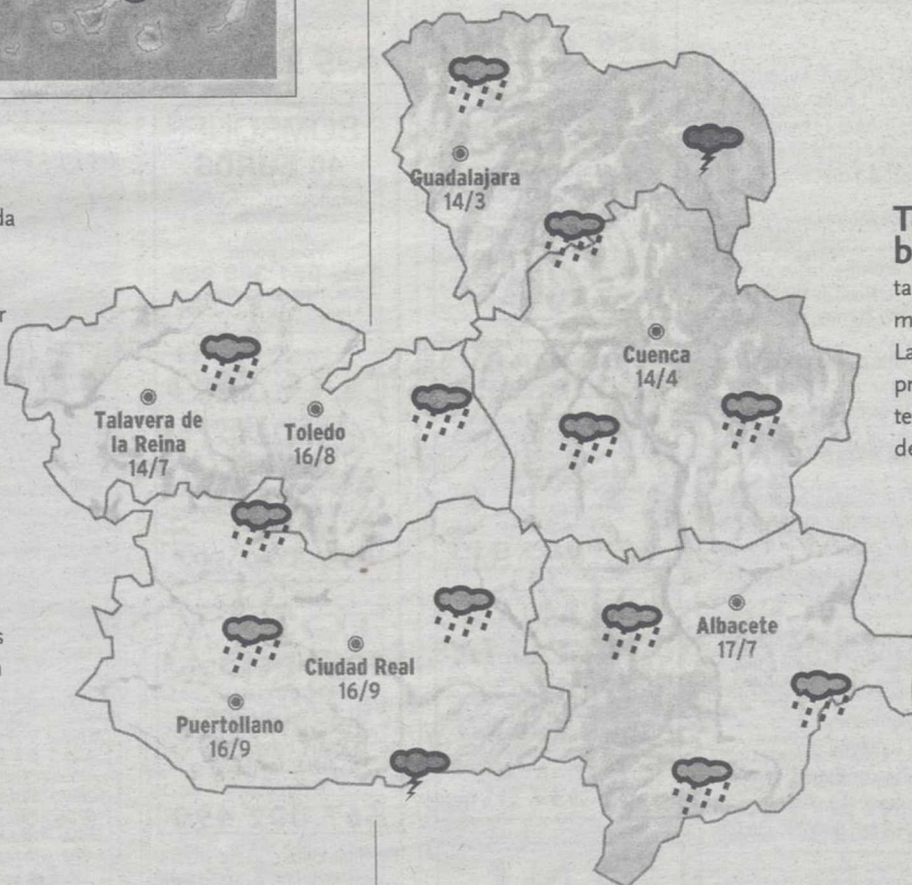 Guadalajara
14/3
da
T
b
ta
r
m
Cuenca
14/4
La
pr
te
de
Talavera de
la Reina
14/7
Toledo
16/8
s
Albacete
17/7
Ciudad Real
16/9
Puertollano
16/9